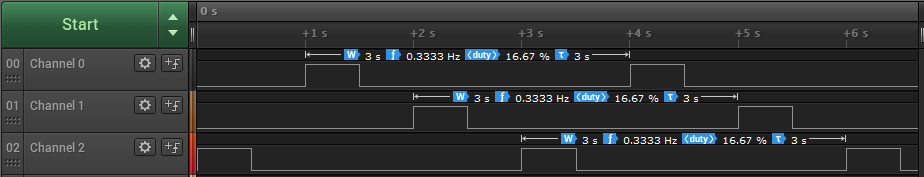 Start
0 s
+1 s +2 s +3 s +4 s +5 s +6 s
00 Channel 0
W 3 s f 0.3333 Hz duty 16.67 % τ 3 s
01 Channel 1
W 3 s f 0.3333 Hz duty 16.67 % τ 3 s
02 Channel 2
W 3 s f 0.3333 Hz duty 16.67 % τ 3 s